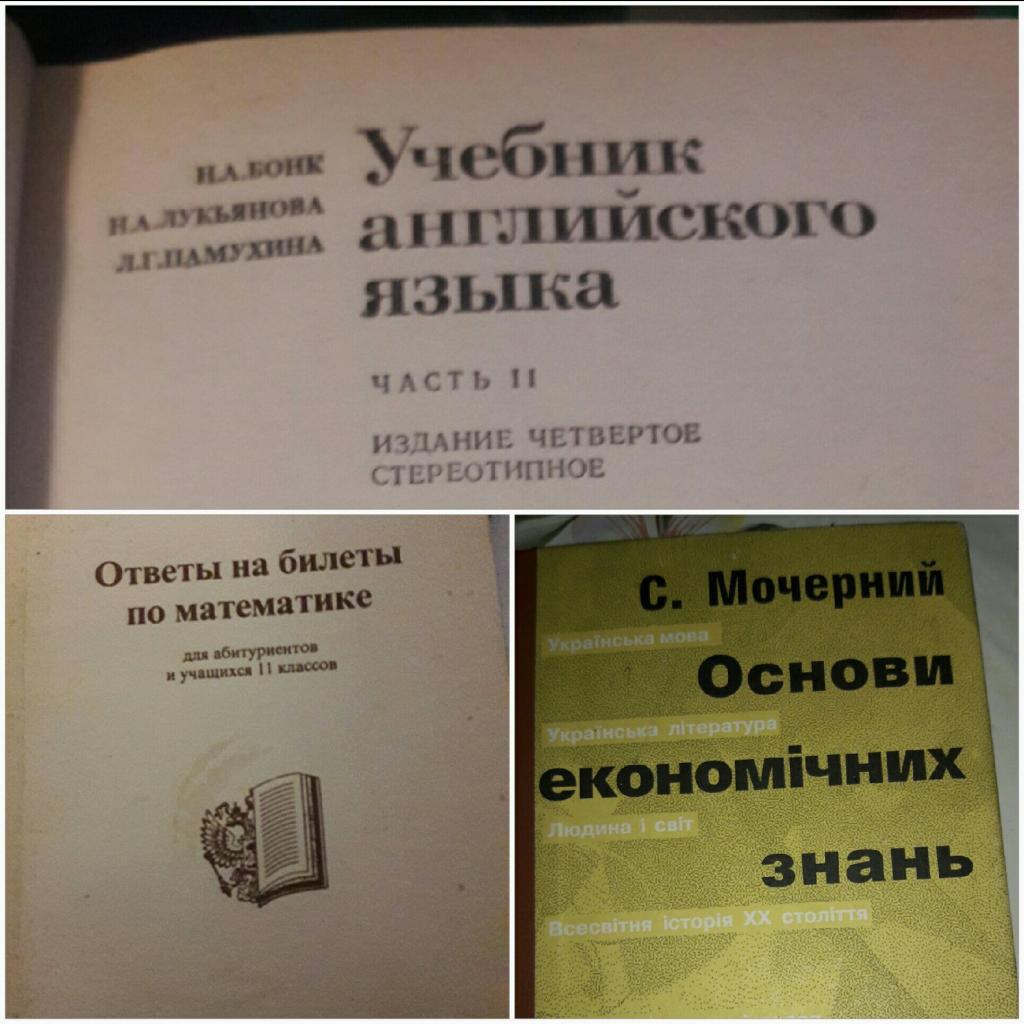 Н.А.БОНК
Н.А.ЛУКЬЯНОВА
Л.Г.ПАМУХИНА
Учебник
английского
языка
ЧАСТЬ II
ИЗДАНИЕ ЧЕТВЕРТОЕ
СТЕРЕОТИПНОЕ
Ответы на билеты
по математике
для абитуриентов
и учащихся 11 классов
С. Мочерний
Українська мова
Основи
Українська література
економічних
Людина і світ
знань
Всесвітня історія XX століття